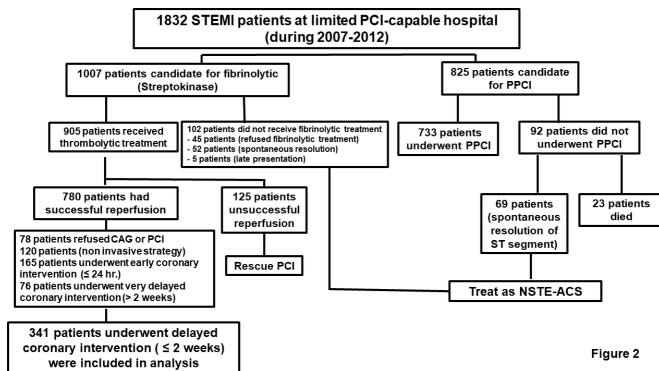 1832 STEMI patients at limited PCI-capable hospital
(during 2007-2012)
1007 patients candidate for fibrinolytic
(Streptokinase)
825 patients candidate
for PPCI
905 patients received
thrombolytic treatment
102 patients did not receive fibrinolytic treatment
- 45 patients (refused fibrinolytic treatment)
- 52 patients (spontaneous resolution)
- 5 patients (late presentation)
733 patients
underwent PPCI
92 patients did not
underwent PPCI
780 patients had
successful reperfusion
125 patients
unsuccessful
reperfusion
69 patients
(spontaneous
resolution of
ST segment)
23 patients
died
78 patients refused CAG or PCI
120 patients (non invasive strategy)
165 patients underwent early coronary
intervention (≤ 24 hr.)
76 patients underwent very delayed
coronary intervention (> 2 weeks)
Rescue PCI
Treat as NSTE-ACS
341 patients underwent delayed
coronary intervention ( ≤ 2 weeks)
were included in analysis
Figure 2